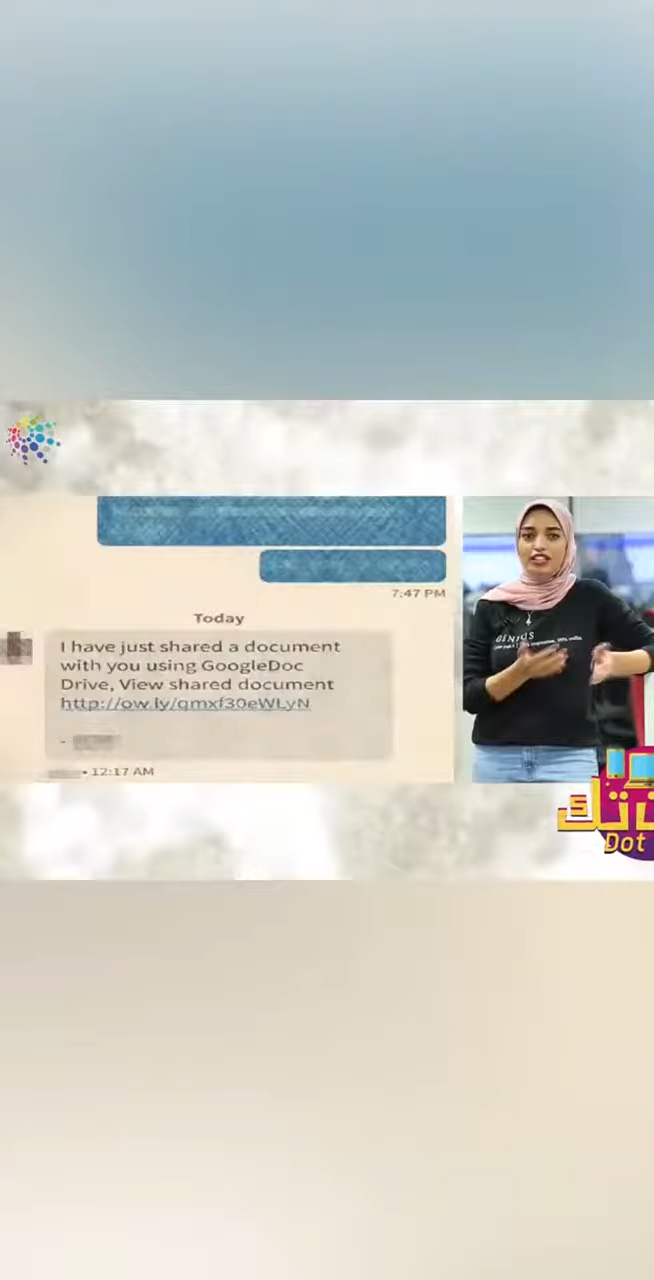 7:47 PM
Today
I have just shared a document
with you using GoogleDoc
Drive, View shared document
http://ow.ly/qmxf30eWLyN
-
• 12:17 AM
GENIUS
Dot